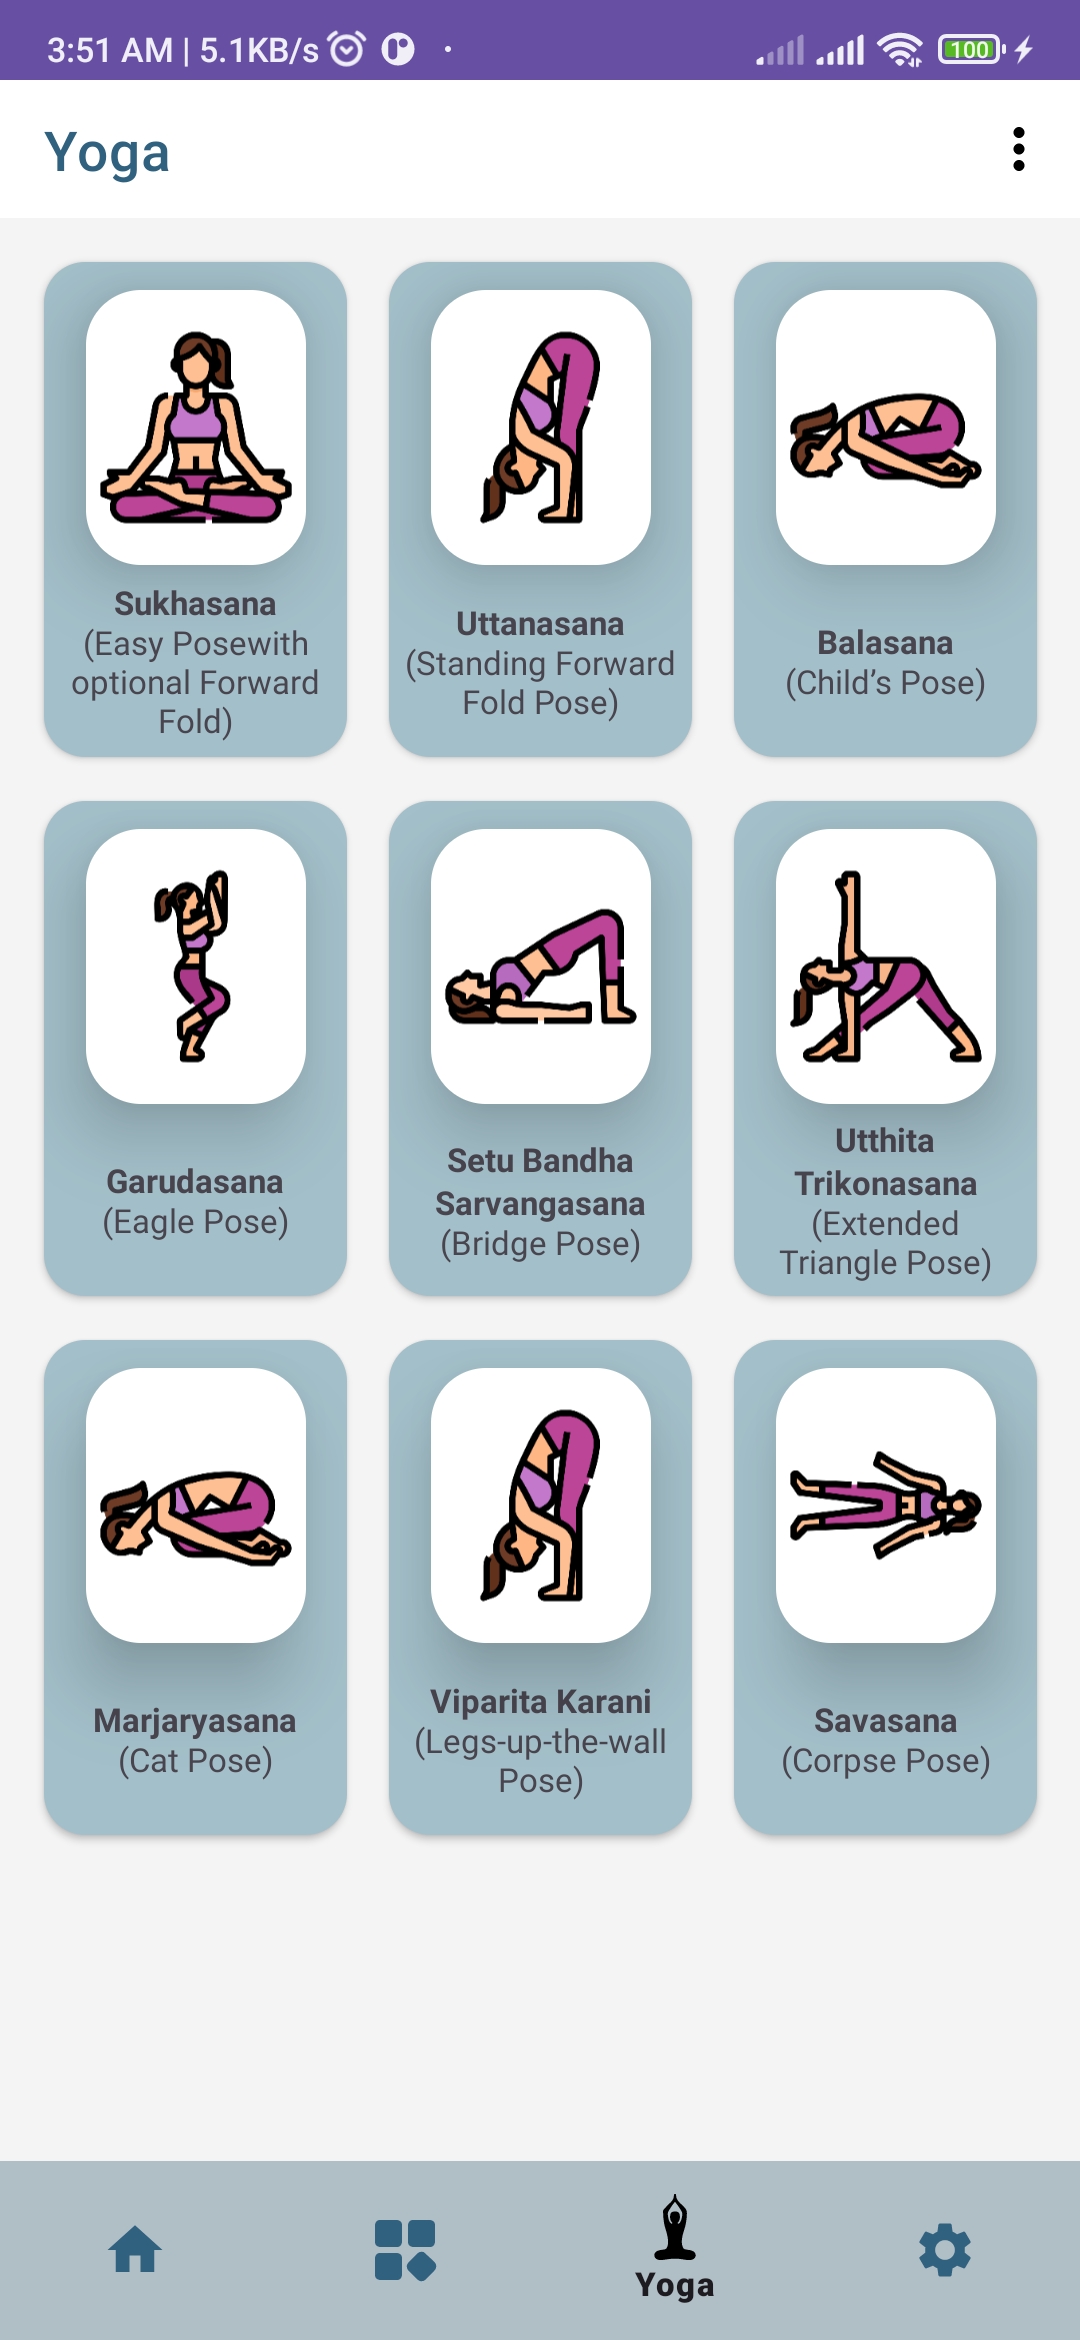 3:51 AM | 5.1KB/s
100
Yoga
Sukhasana
(Easy Posewith
optional Forward
Fold)
Uttanasana
(Standing Forward
Fold Pose)
Balasana
(Child’s Pose)
Garudasana
(Eagle Pose)
Setu Bandha
Sarvangasana
(Bridge Pose)
Utthita
Trikonasana
(Extended
Triangle Pose)
Marjaryasana
(Cat Pose)
Viparita Karani
(Legs-up-the-wall
Pose)
Savasana
(Corpse Pose)
Yoga